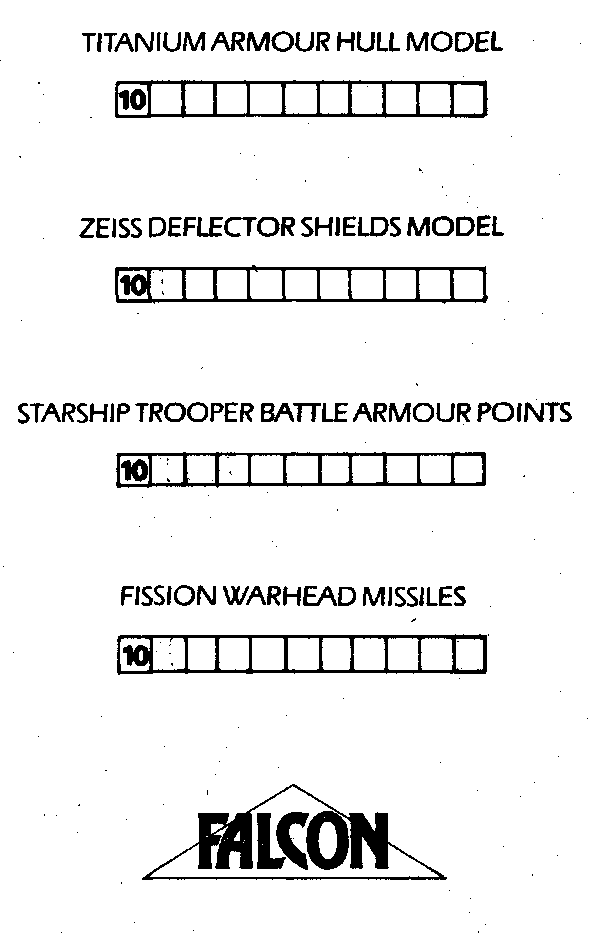 TITANIUM ARMOUR HULL MODEL
10
ZEISS DEFLECTOR SHIELDS MODEL
10
STARSHIP TROOPER BATTLE ARMOUR POINTS
10
FISSION WARHEAD MISSILES
10
FALCON